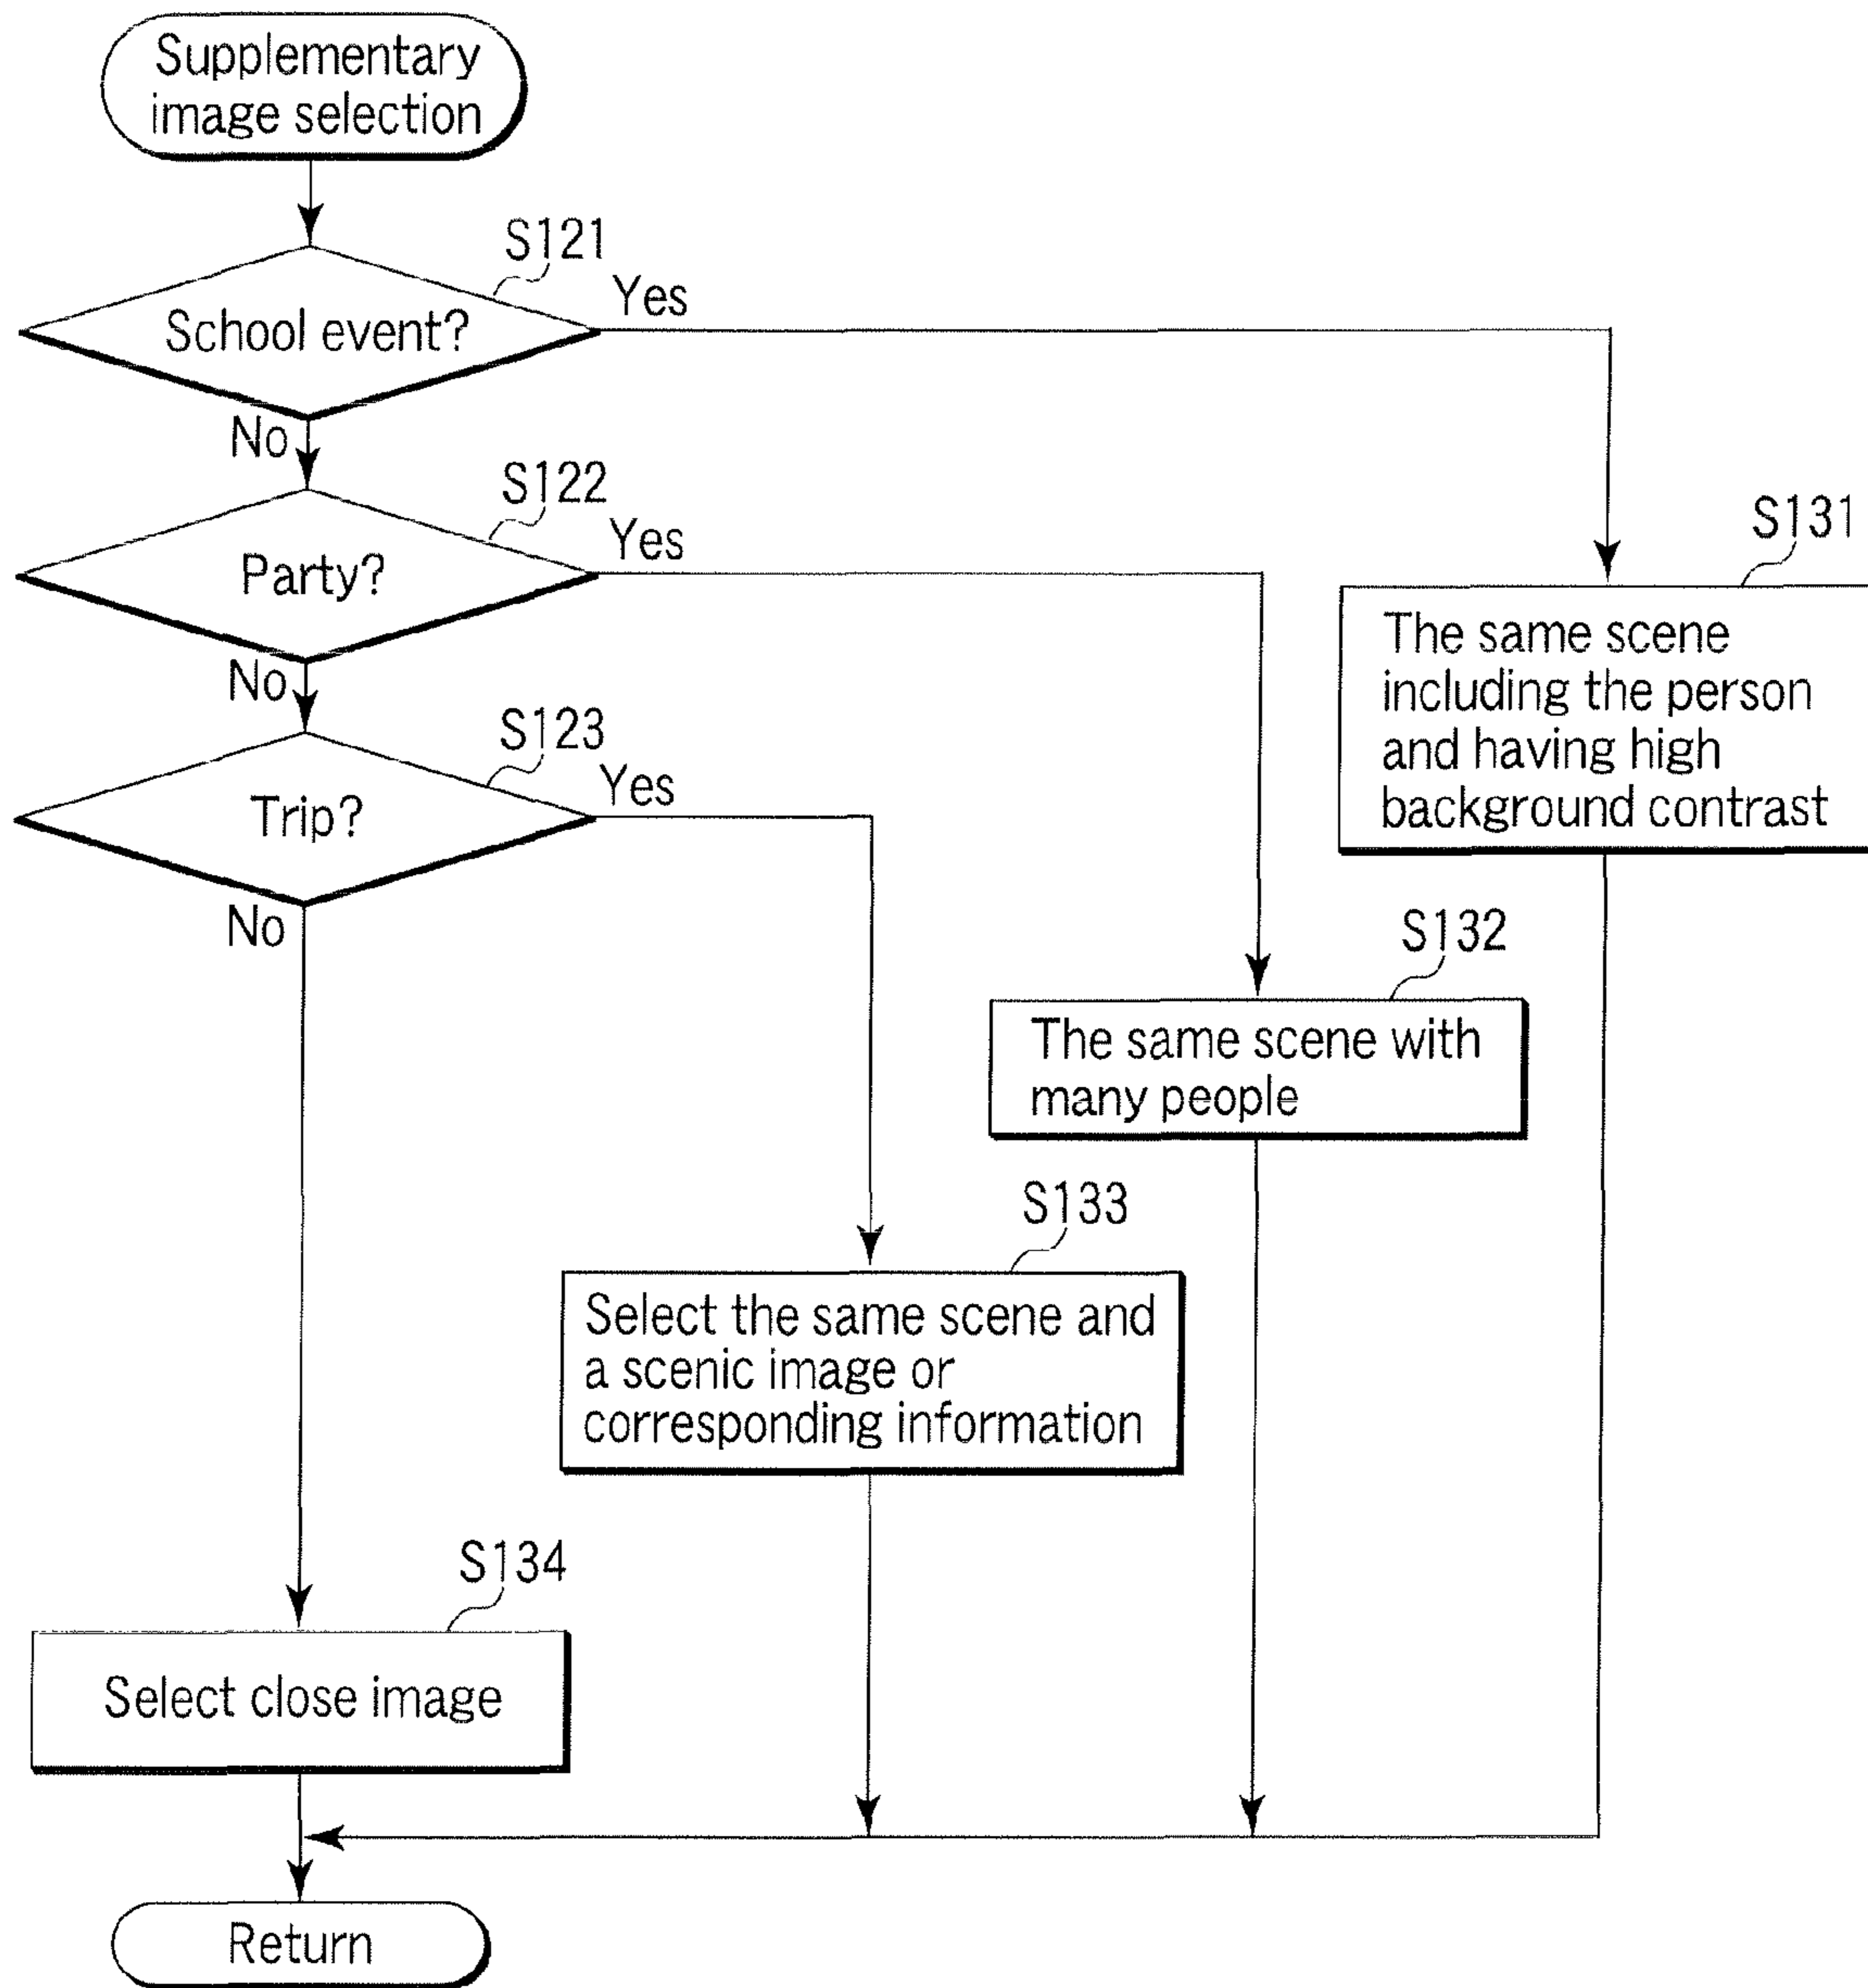 Supplementary
image selection
S121
School event?
Yes
No
S122
Party?
Yes
No
S123
Trip?
Yes
No
S131
The same scene
including the person
and having high
background contrast
S132
The same scene with
many people
S133
Select the same scene and
a scenic image or
corresponding information
S134
Select close image
Return